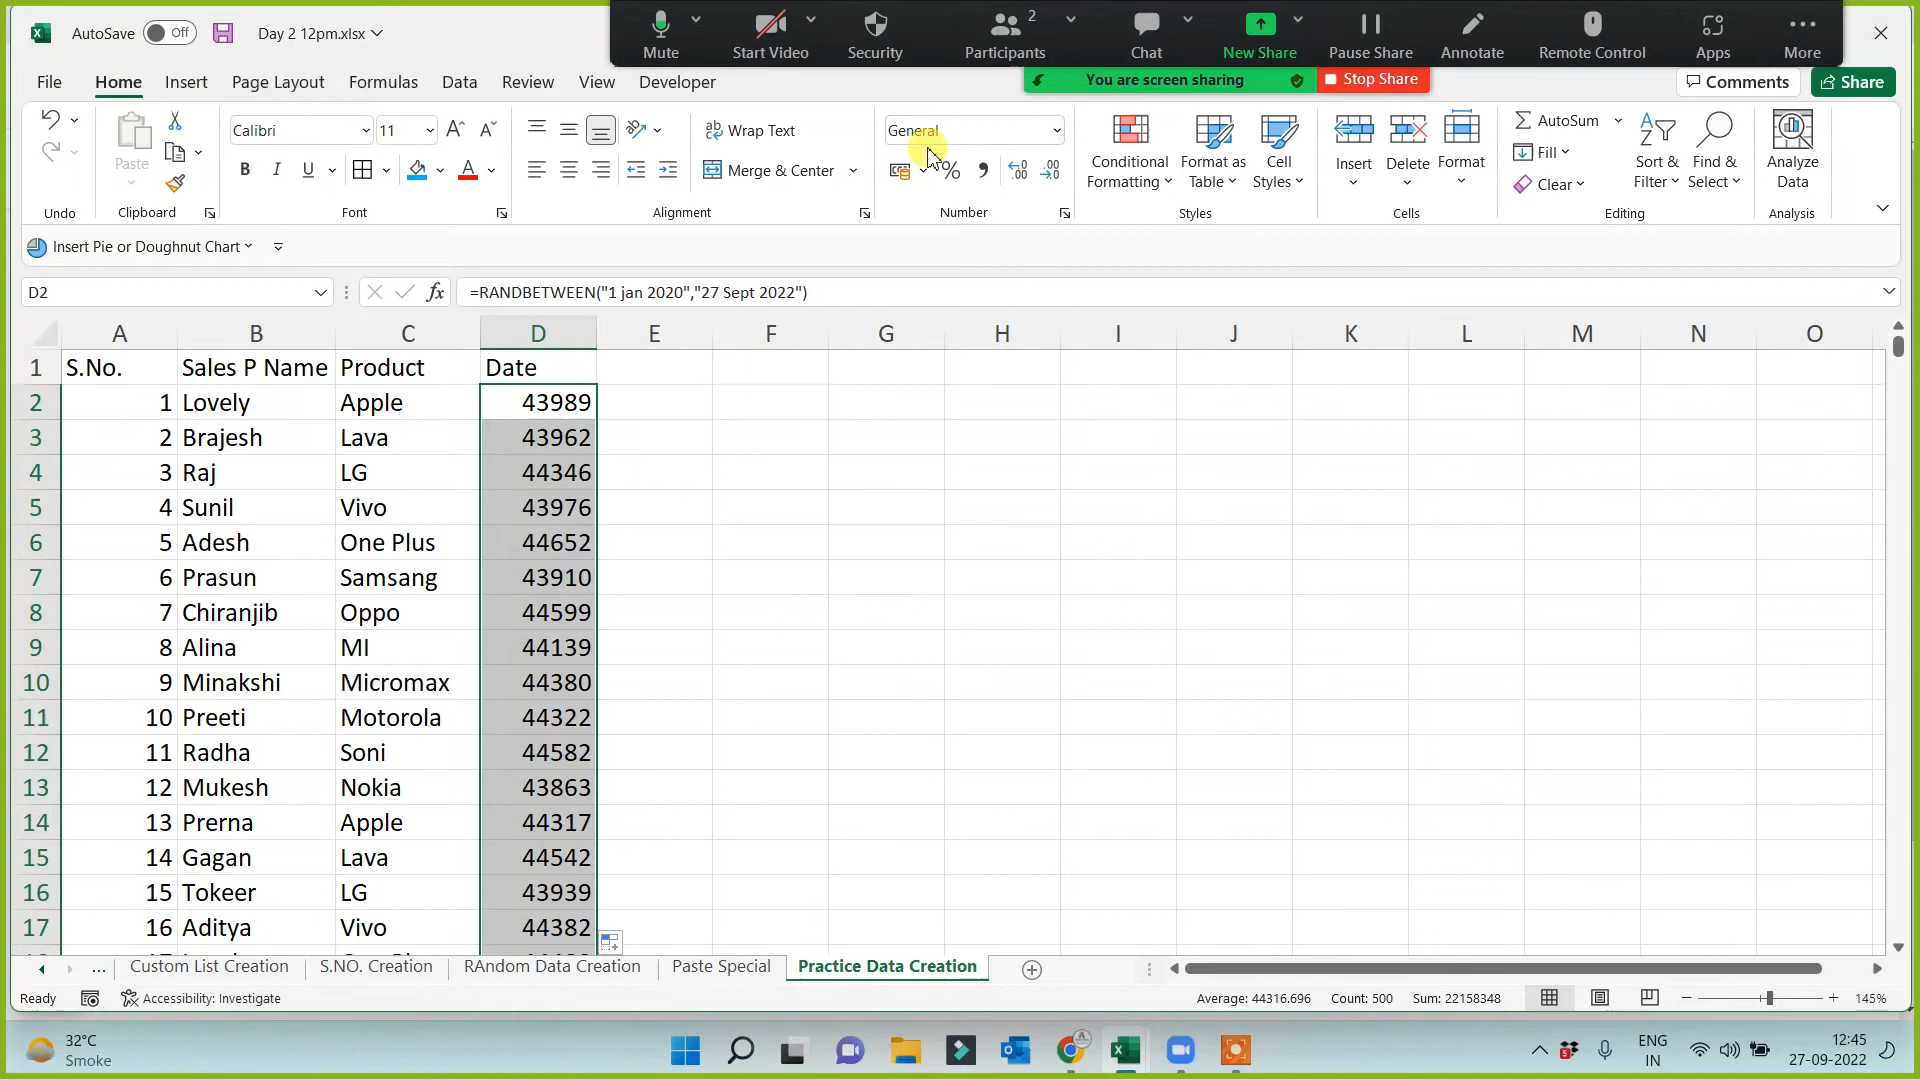 AutoSave Off Day 2 12pm.xlsx
Mute Start Video Security Participants 2 Chat New Share Pause Share Annotate Remote Control Apps More
You are screen sharing Stop Share
File Home Insert Page Layout Formulas Data Review View Developer Comments Share
Calibri 11 Wrap Text General AutoSum
Paste B I U Merge & Center % Conditional Formatting Format as Table Cell Styles Insert Delete Format Fill Clear Sort & Filter Find & Select Analyze Data
Undo Clipboard Font Alignment Number Styles Cells Editing Analysis
Insert Pie or Doughnut Chart
D2 fx =RANDBETWEEN("1 jan 2020","27 Sept 2022")
A B C D E F G H I J K L M N O
1 S.No. Sales P Name Product Date
2 1 Lovely Apple 43989
3 2 Brajesh Lava 43962
4 3 Raj LG 44346
5 4 Sunil Vivo 43976
6 5 Adesh One Plus 44652
7 6 Prasun Samsang 43910
8 7 Chiranjib Oppo 44599
9 8 Alina MI 44139
10 9 Minakshi Micromax 44380
11 10 Preeti Motorola 44322
12 11 Radha Soni 44582
13 12 Mukesh Nokia 43863
14 13 Prerna Apple 44317
15 14 Gagan Lava 44542
16 15 Tokeer LG 43939
17 16 Aditya Vivo 44382
... Custom List Creation S.NO. Creation RAndom Data Creation Paste Special Practice Data Creation
Ready Accessibility: Investigate Average: 44316.696 Count: 500 Sum: 22158348 145%
32°C
Smoke
ENG
IN
12:45
27-09-2022